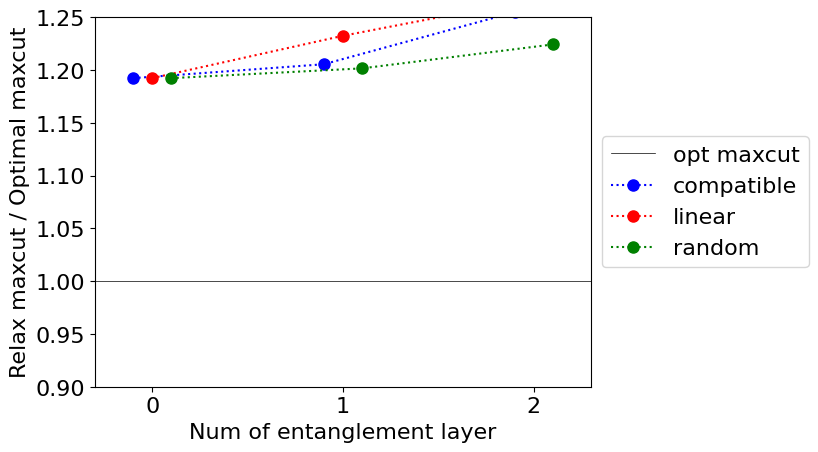 Relax maxcut / Optimal maxcut
1.25
1.20
1.15
1.10
1.05
1.00
0.95
0.90
0
1
2
Num of entanglement layer
opt maxcut
compatible
linear
random